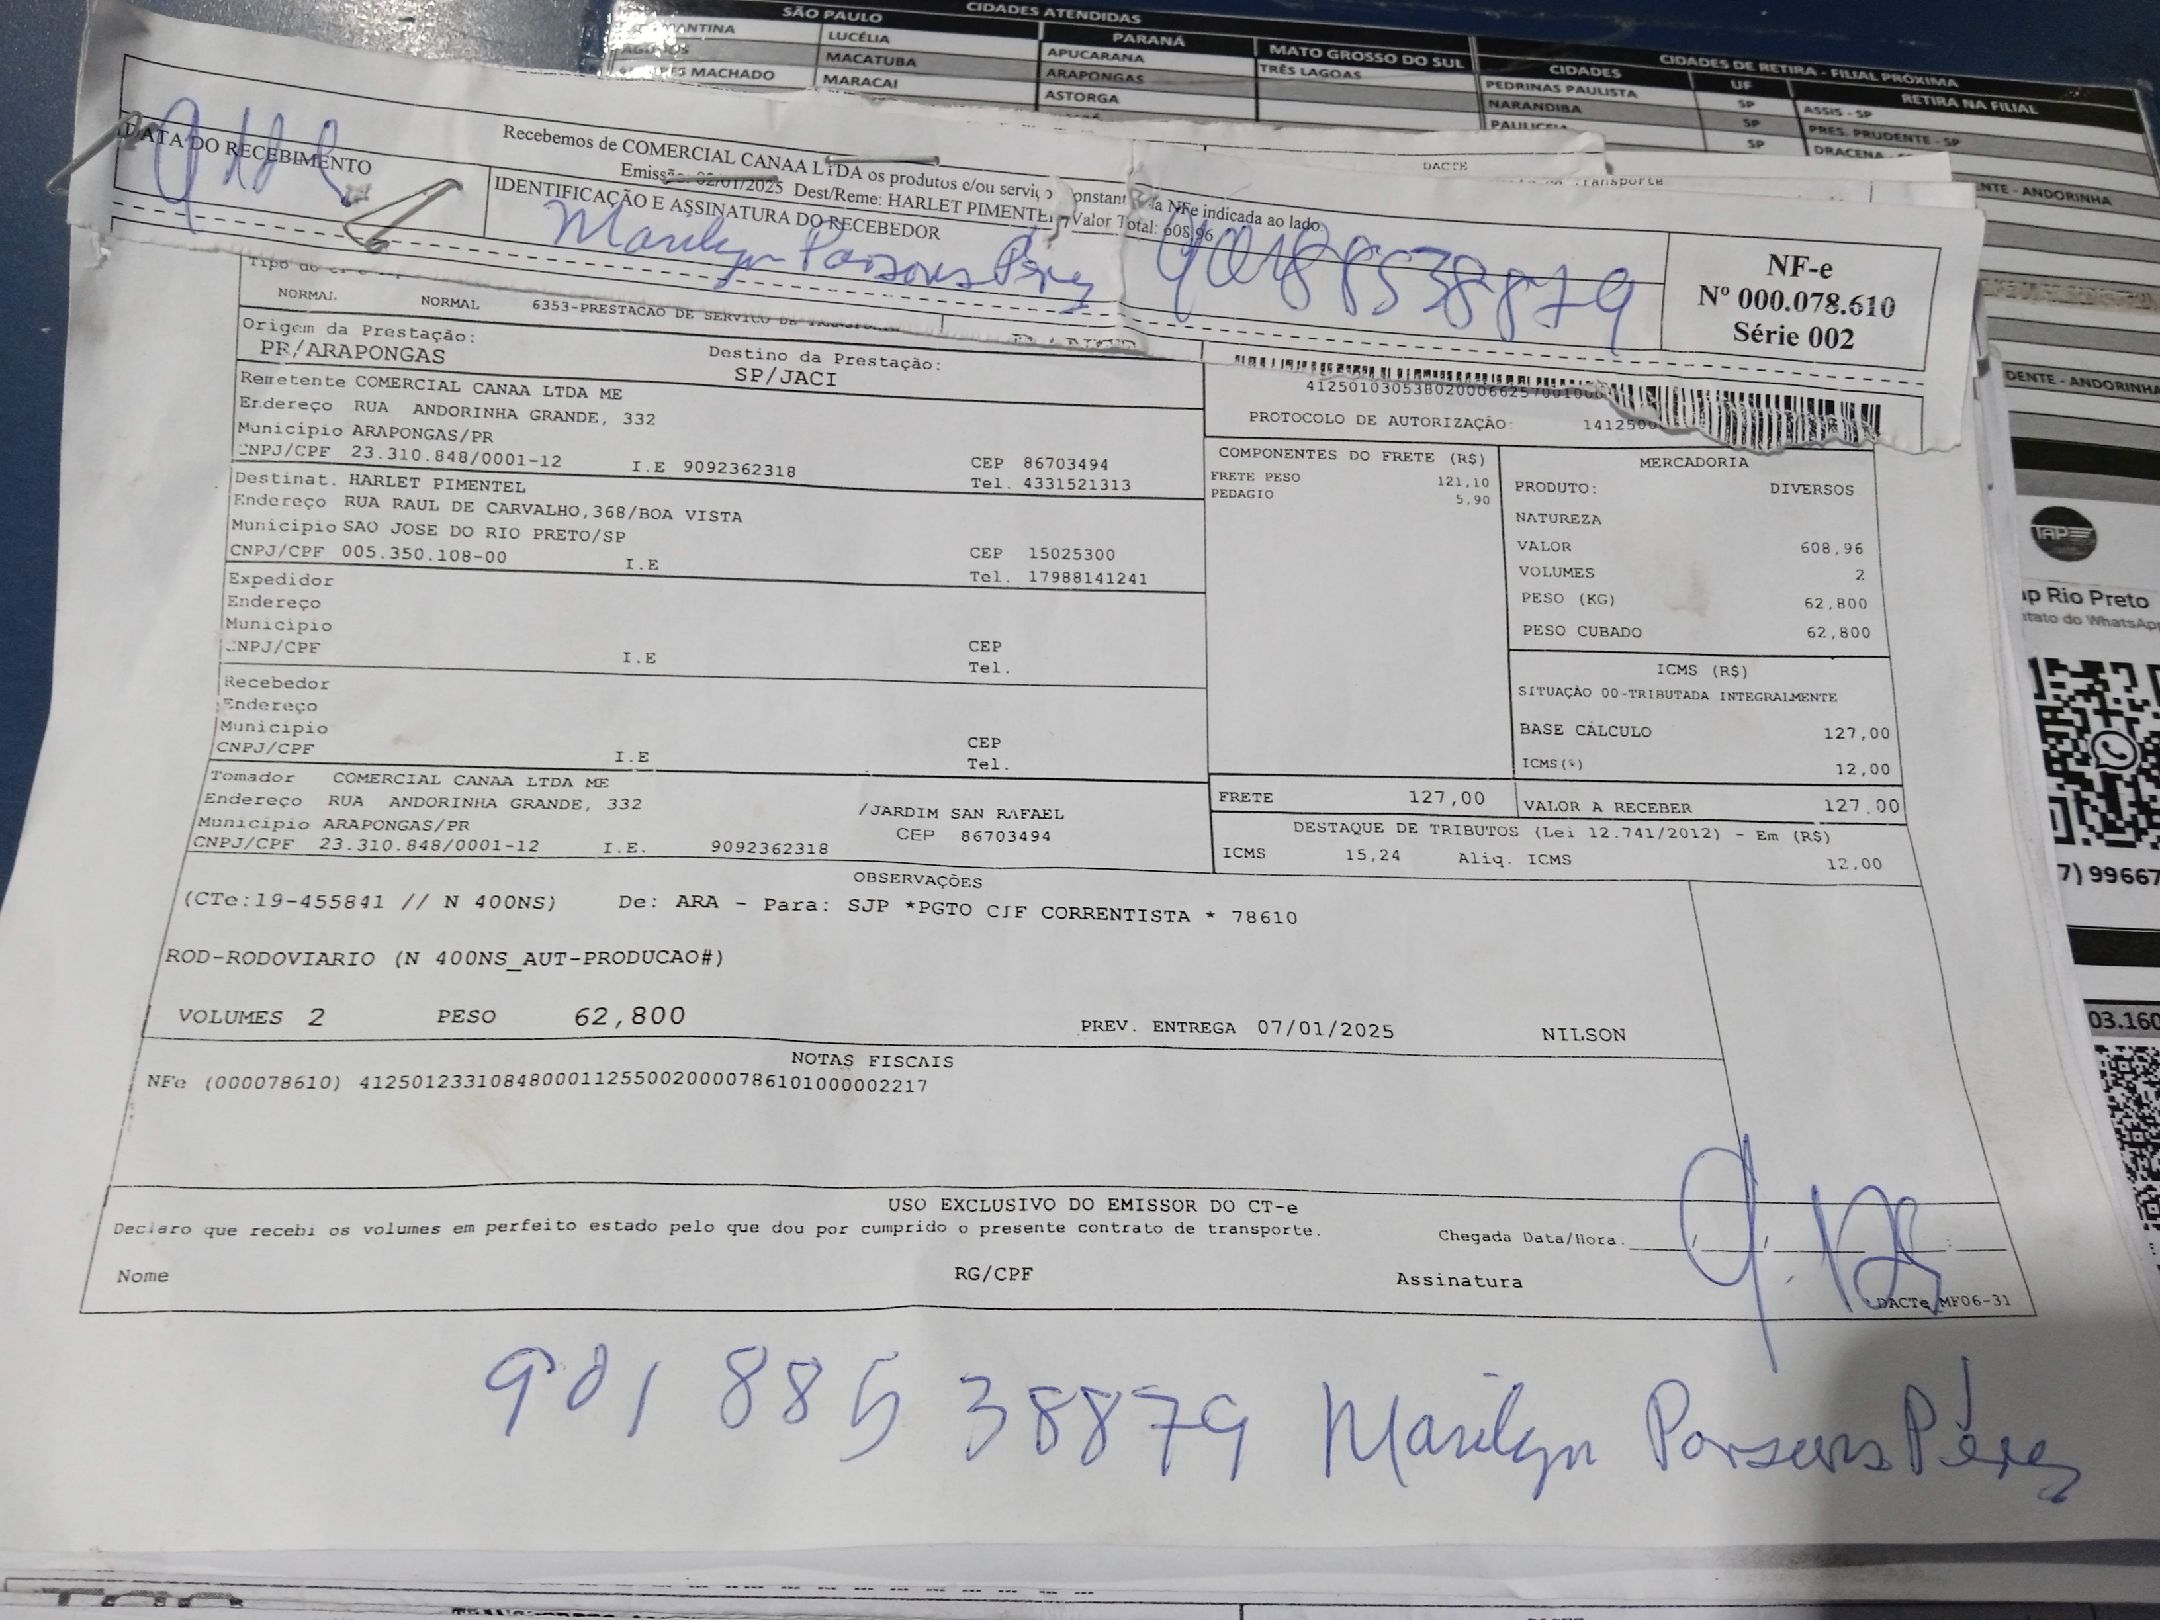 SÃO PAULO
CIDADES ATENDIDAS
PARANÁ
MATO GROSSO DO SUL
CIDADES DE RETIRA - FILIAL PRÓXIMA
LUCÉLIA
APUCARANA
TRÊS LAGOAS
CIDADES
UF
RETIRA NA FILIAL
MACATUBA
ARAPONGAS
PEDRINAS PAULISTA
SP
ASSIS - SP
MACHADO
MARACAI
ASTORGA
NARANDIBA
SP
PRES. PRUDENTE - SP
SP
DRACENA
DACTE
Recebemos de COMERCIAL CANAA LTDA os produtos e/ou serviço constant da NFe indicada ao lado
Emissão: 02/01/2025 Dest/Reme: HARLET PIMENTEL Valor Total: 608,96
DATA DO RECEBIMENTO
IDENTIFICAÇÃO E ASSINATURA DO RECEBEDOR
Marilyn Parsons Pérez 90188538879
NF-e
Nº 000.078.610
Série 002
NORMAL NORMAL 6353-PRESTACAO DE SERVICO DE
Origem da Prestação:
PR/ARAPONGAS
Destino da Prestação:
SP/JACI
PROTOCOLO DE AUTORIZAÇÃO:
Remetente COMERCIAL CANAA LTDA ME
Endereço RUA ANDORINHA GRANDE, 332
Municipio ARAPONGAS/PR
CNPJ/CPF 23.310.848/0001-12 I.E 9092362318
CEP 86703494
Tel. 4331521313
Destinat. HARLET PIMENTEL
Endereço RUA RAUL DE CARVALHO,368/BOA VISTA
Municipio SAO JOSE DO RIO PRETO/SP
CNPJ/CPF 005.350.108-00 I.E
CEP 15025300
Tel. 17988141241
Expedidor
Endereço
Municipio
CNPJ/CPF I.E CEP
Tel.
Recebedor
Endereço
Municipio
CNPJ/CPF I.E CEP
Tel.
Tomador COMERCIAL CANAA LTDA ME
Endereço RUA ANDORINHA GRANDE, 332 /JARDIM SAN RAFAEL
Municipio ARAPONGAS/PR CEP 86703494
CNPJ/CPF 23.310.848/0001-12 I.E. 9092362318
COMPONENTES DO FRETE (R$)
FRETE PESO 121,10
PEDAGIO 5,90
MERCADORIA
PRODUTO: DIVERSOS
NATUREZA
VALOR 608,96
VOLUMES 2
PESO (KG) 62,800
PESO CUBADO 62,800
ICMS (R$)
SITUAÇÃO 00-TRIBUTADA INTEGRALMENTE
BASE CÁLCULO 127,00
ICMS(%) 12,00
FRETE 127,00 VALOR A RECEBER 127.00
DESTAQUE DE TRIBUTOS (Lei 12.741/2012) - Em (R$)
ICMS 15,24 Aliq. ICMS 12,00
OBSERVAÇÕES
(CTe:19-455841 // N 400NS) De: ARA - Para: SJP *PGTO CIF CORRENTISTA * 78610
ROD-RODOVIARIO (N 400NS_AUT-PRODUCAO#)
VOLUMES 2 PESO 62,800 PREV. ENTREGA 07/01/2025 NILSON
NOTAS FISCAIS
NFe (000078610) 41250123310848000112550020000786101000002217
USO EXCLUSIVO DO EMISSOR DO CT-e
Declaro que recebi os volumes em perfeito estado pelo que dou por cumprido o presente contrato de transporte.
Chegada Data/Hora.
Nome RG/CPF Assinatura
DACTe MF06-31
901 885 38879 Marilyn Parsons Pérez
TAP
Rio Preto